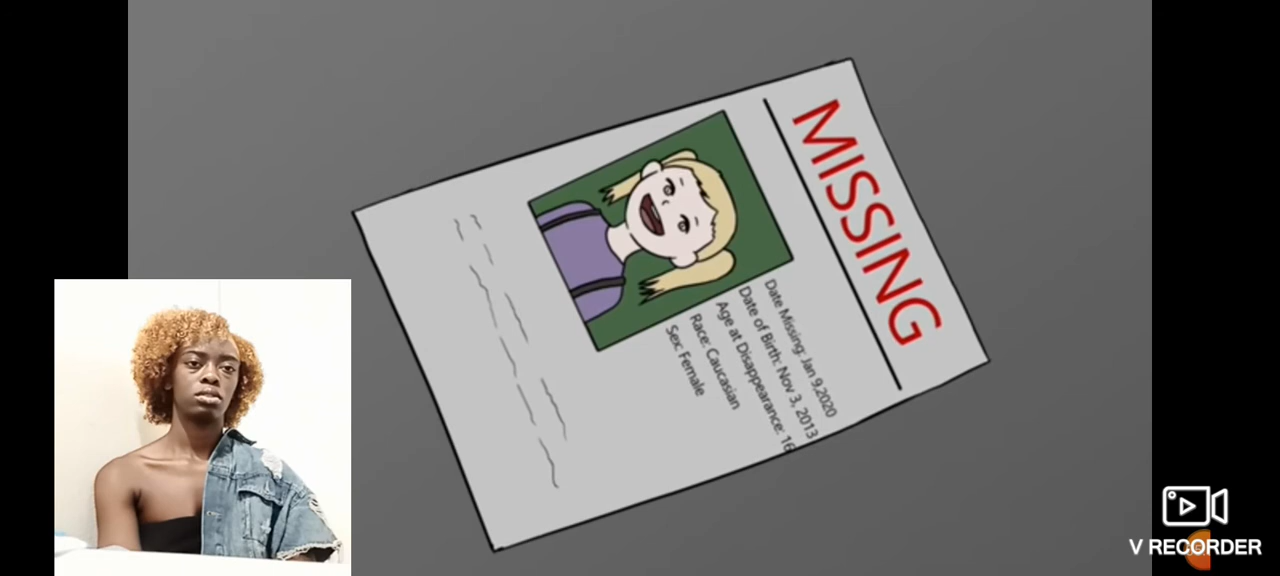 MISSING
Date Missing: Jan 9,2020
Date of Birth: Nov 3, 2013
Age at Disappearance: 16
Race: Caucasian
Sex: Female
V RECORDER